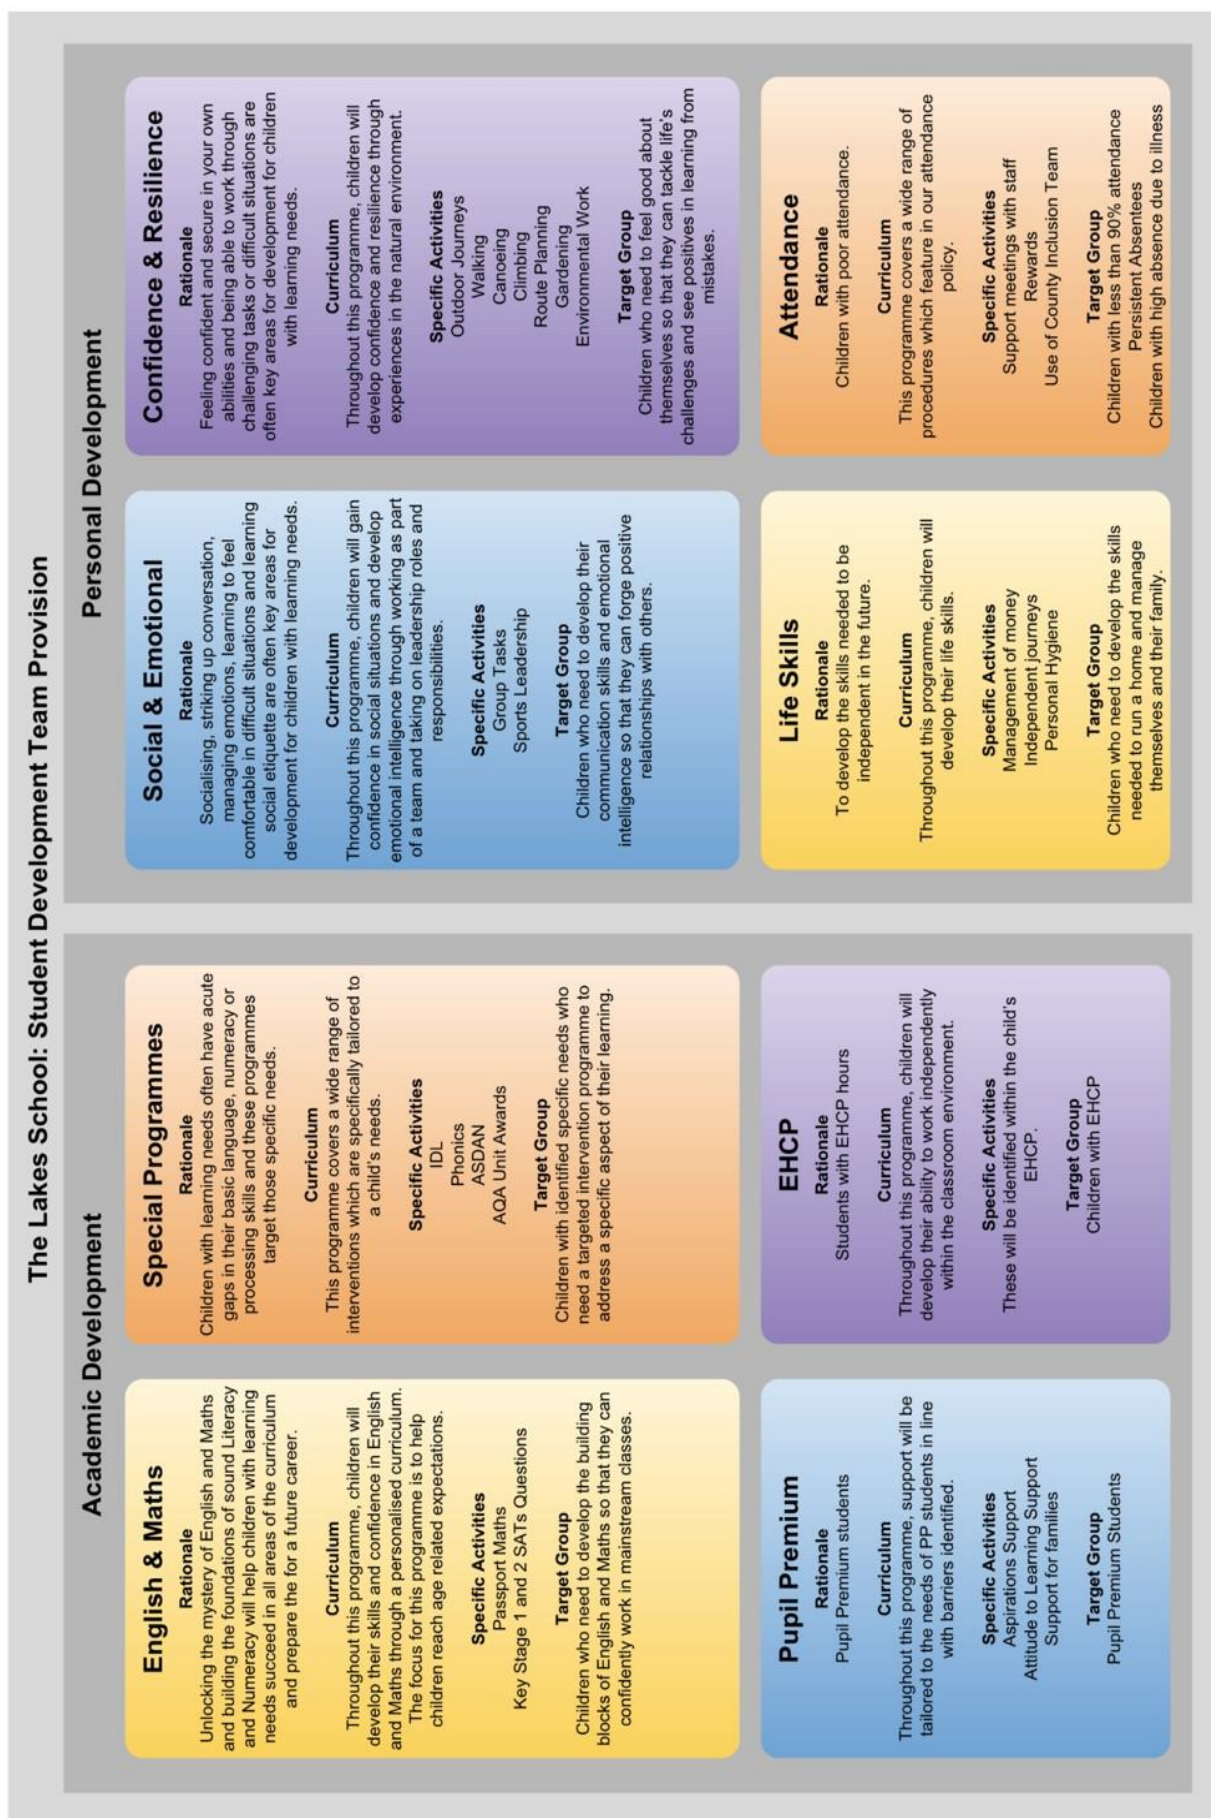 The Lakes School: Student Development Team Provision
Academic Development
English & Maths
Rationale
Unlocking the mystery of English and Maths
and building the foundations of sound Literacy
and Numeracy will help children with learning
needs succeed in all areas of the curriculum
and prepare the for a future career.
Curriculum
Throughout this programme, children will
develop their skills and confidence in English
and Maths through a personalised curriculum.
The focus for this programme is to help
children reach age related expectations.
Specific Activities
Passport Maths
Key Stage 1 and 2 SATs Questions
Target Group
Children who need to develop the building
blocks of English and Maths so that they can
confidently work in mainstream classes.
Special Programmes
Rationale
Children with learning needs often have acute
gaps in their basic language, numeracy or
processing skills and these programmes
target those specific needs.
Curriculum
This programme covers a wide range of
interventions which are specifically tailored to
a child's needs.
Specific Activities
IDL
Phonics
ASDAN
AQA Unit Awards
Target Group
Children with identified specific needs who
need a targeted intervention programme to
address a specific aspect of their learning.
Pupil Premium
Rationale
Pupil Premium students
Curriculum
Throughout this programme, support will be
tailored to the needs of PP students in line
with barriers identified.
Specific Activities
Aspirations Support
Attitude to Learning Support
Support for families
Target Group
Pupil Premium Students
EHCP
Rationale
Students with EHCP hours
Curriculum
Throughout this programme, children will
develop their ability to work independently
within the classroom environment.
Specific Activities
These will be identified within the child's
EHCP.
Target Group
Children with EHCP
Personal Development
Social & Emotional
Rationale
Socialising, striking up conversation,
managing emotions, learning to feel
comfortable in difficult situations and learning
social etiquette are often key areas for
development for children with learning needs.
Curriculum
Throughout this programme, children will gain
confidence in social situations and develop
emotional intelligence through working as part
of a team and taking on leadership roles and
responsibilities.
Specific Activities
Group Tasks
Sports Leadership
Target Group
Children who need to develop their
communication skills and emotional
intelligence so that they can forge positive
relationships with others.
Confidence & Resilience
Rationale
Feeling confident and secure in your own
abilities and being able to work through
challenging tasks or difficult situations are
often key areas for development for children
with learning needs.
Curriculum
Throughout this programme, children will
develop confidence and resilience through
experiences in the natural environment.
Specific Activities
Outdoor Journeys
Walking
Canoeing
Climbing
Route Planning
Gardening
Environmental Work
Target Group
Children who need to feel good about
themselves so that they can tackle life's
challenges and see positives in learning from
mistakes.
Life Skills
Rationale
To develop the skills needed to be
independent in the future.
Curriculum
Throughout this programme, children will
develop their life skills.
Specific Activities
Management of money
Independent journeys
Personal Hygiene
Target Group
Children who need to develop the skills
needed to run a home and manage
themselves and their family.
Attendance
Rationale
Children with poor attendance.
Curriculum
This programme covers a wide range of
procedures which feature in our attendance
policy.
Specific Activities
Support meetings with staff
Rewards
Use of County Inclusion Team
Target Group
Children with less than 90% attendance
Persistent Absentees
Children with high absence due to illness